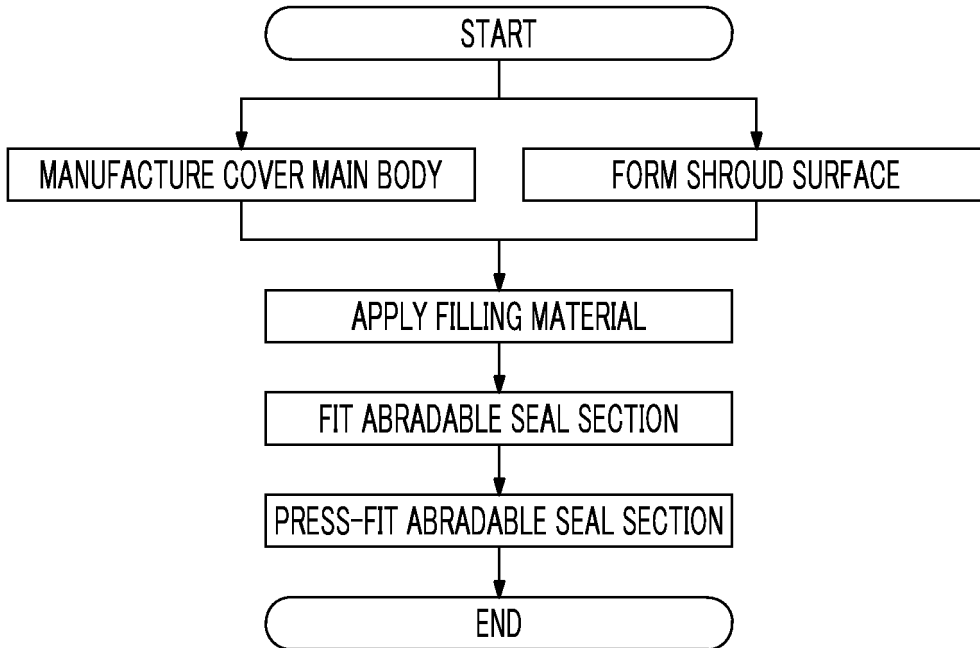 START
MANUFACTURE COVER MAIN BODY
FORM SHROUD SURFACE
APPLY FILLING MATERIAL
FIT ABRADABLE SEAL SECTION
PRESS-FIT ABRADABLE SEAL SECTION
END